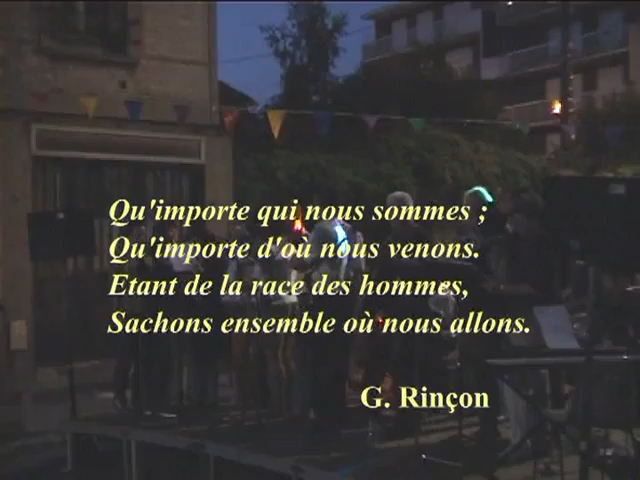 Qu'importe qui nous sommes ;
Qu'importe d'où nous venons.
Etant de la race des hommes,
Sachons ensemble où nous allons.
G. Rinçon